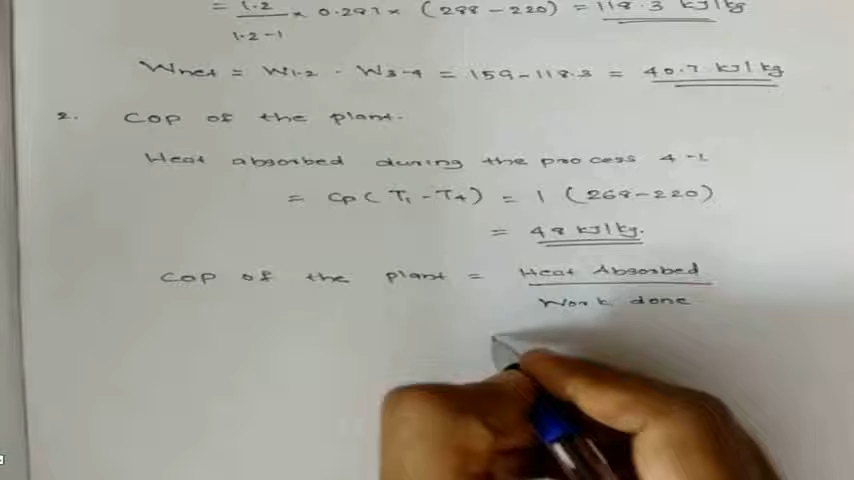 = 1.2 × 0.287 × (288 - 220) = 118.3 kJ/kg
1.2-1
Wnet = W1-2 - W3-4 = 159 - 118.3 = 40.7 kJ/kg
2. COP of the plant.
Heat absorbed during the process 4-1
= Cp (T1 - T4) = 1 (268-220)
= 48 kJ/kg.
COP of the plant = Heat Absorbed
Work done